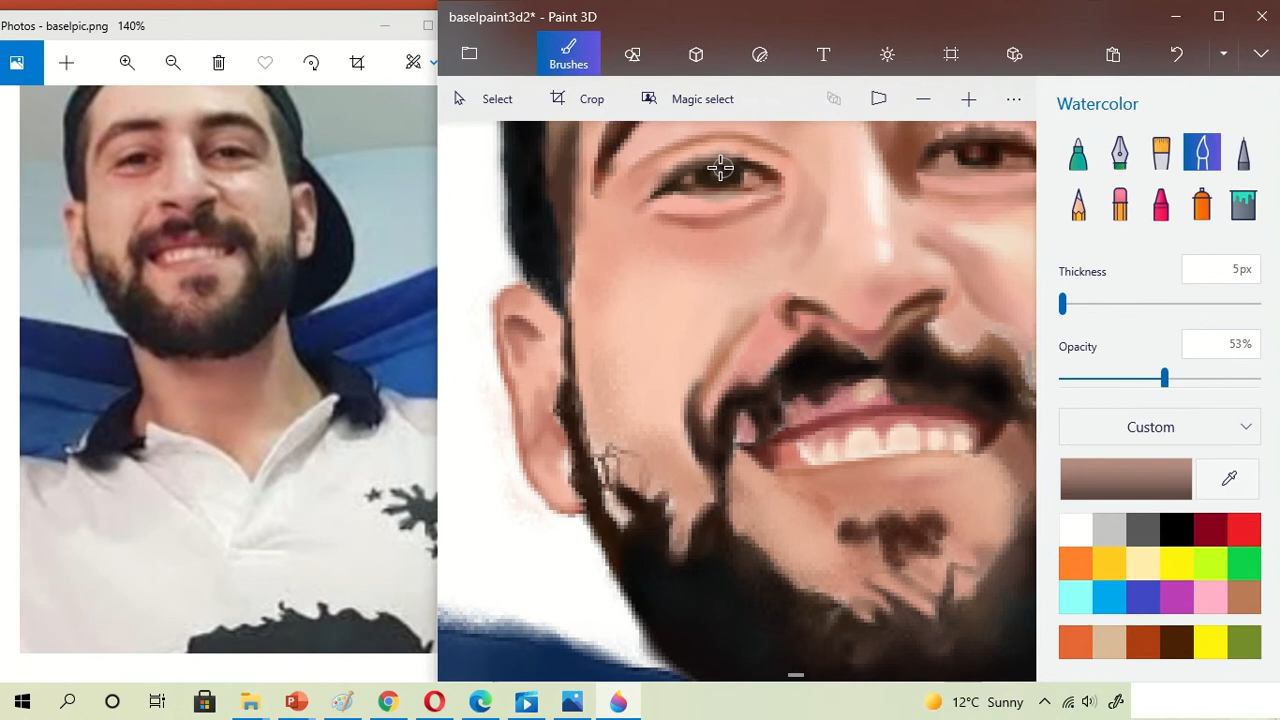 Photos - baselpic.png 140%
baselpaint3d2* - Paint 3D
Brushes
Select
Crop
Magic select
Watercolor
Thickness
5px
Opacity
53%
Custom
12°C Sunny